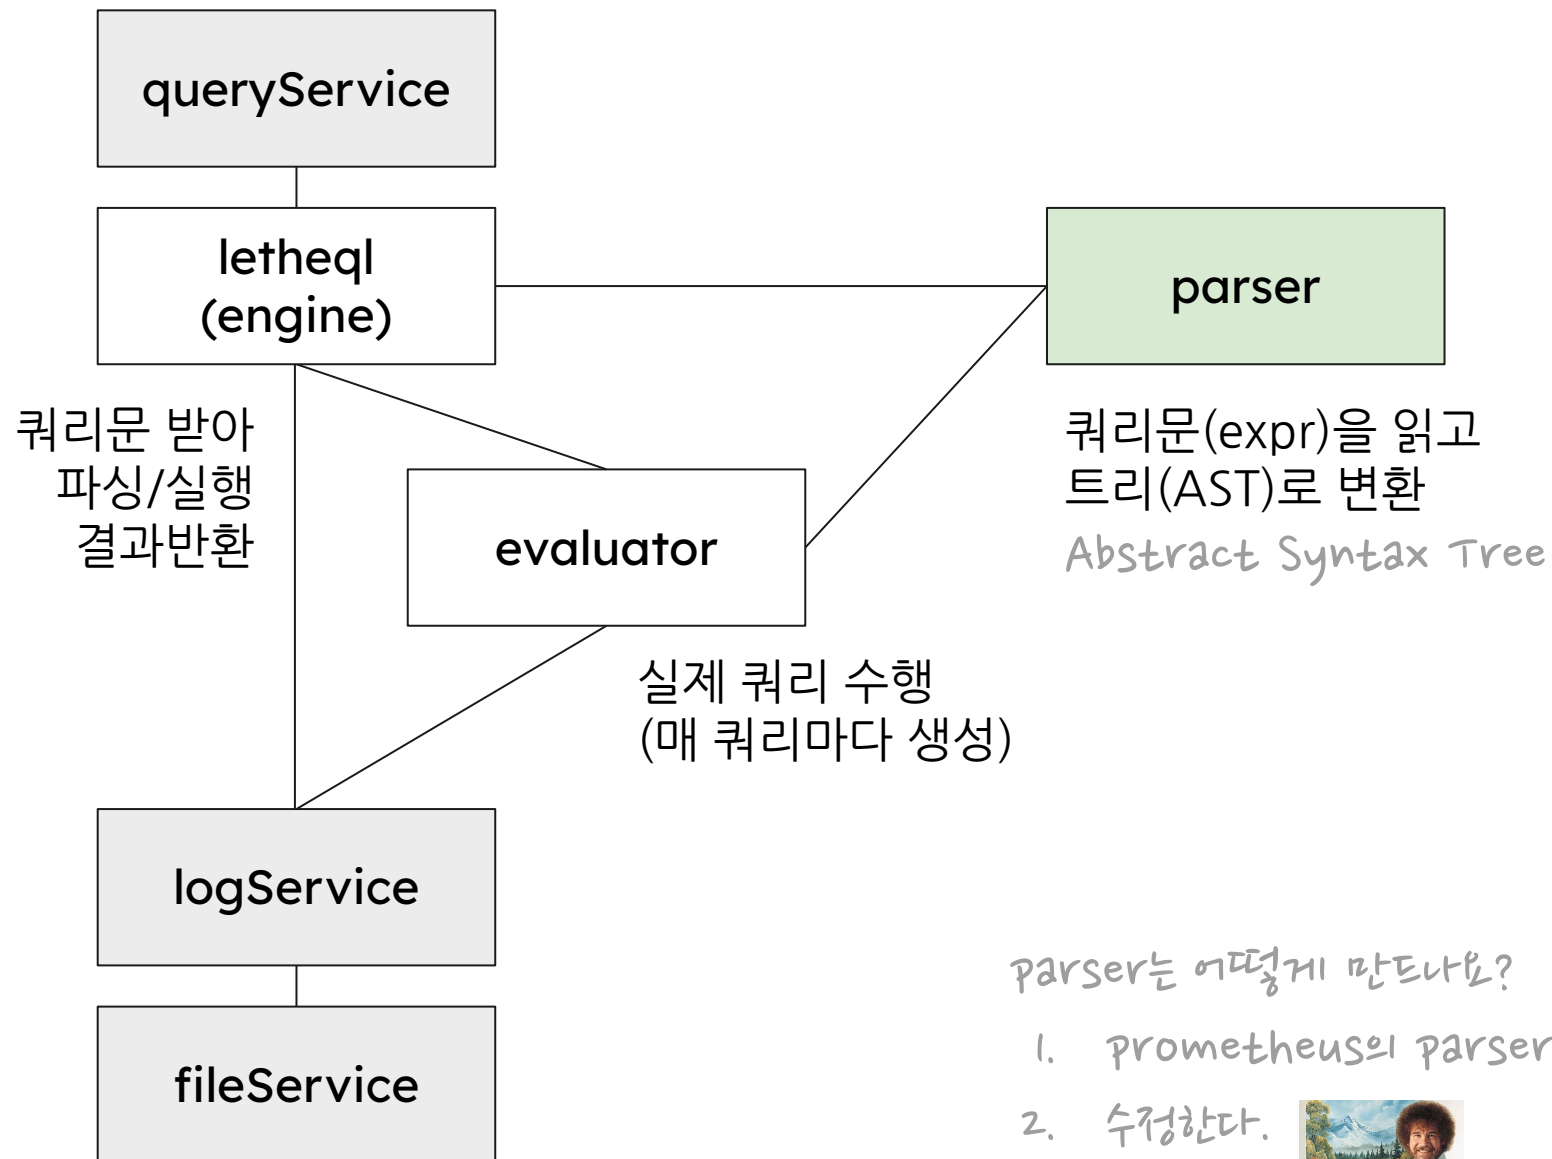 queryService
letheql
(engine)
parser
쿼리문 받아
파싱/실행
결과반환
쿼리문(expr)을 읽고
트리(AST)로 변환
Abstract Syntax Tree
evaluator
실제 쿼리 수행
(매 쿼리마다 생성)
logService
fileService
parser는 어떻게 만드나요?
1. prometheus의 parser
2. 수정한다.